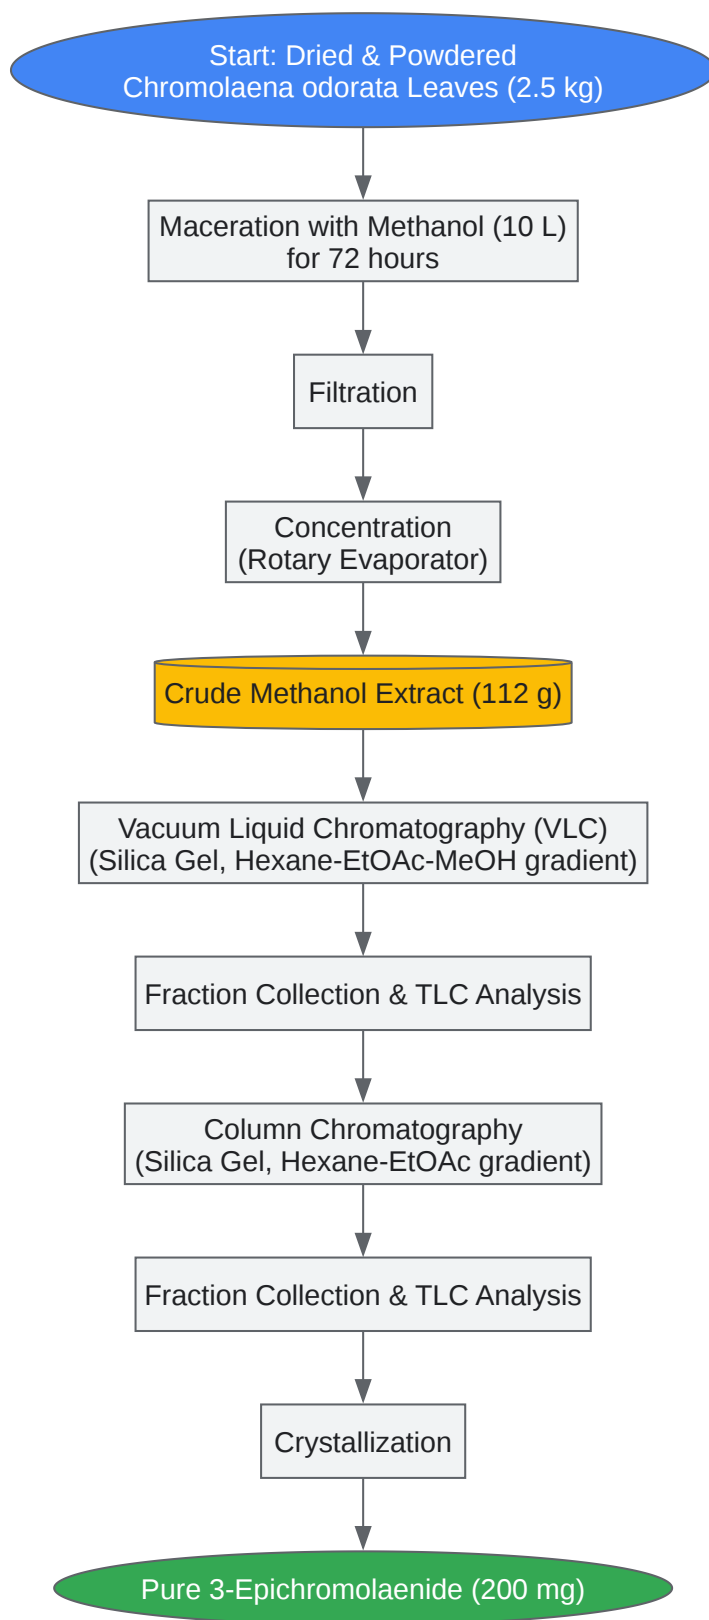 Start: Dried & Powdered
Chromolaena odorata Leaves (2.5 kg)
Maceration with Methanol (10 L)
for 72 hours
Filtration
Concentration
(Rotary Evaporator)
Crude Methanol Extract (112 g)
Vacuum Liquid Chromatography (VLC)
(Silica Gel, Hexane-EtOAc-MeOH gradient)
Fraction Collection & TLC Analysis
Column Chromatography
(Silica Gel, Hexane-EtOAc gradient)
Fraction Collection & TLC Analysis
Crystallization
Pure 3-Epichromolaenide (200 mg)